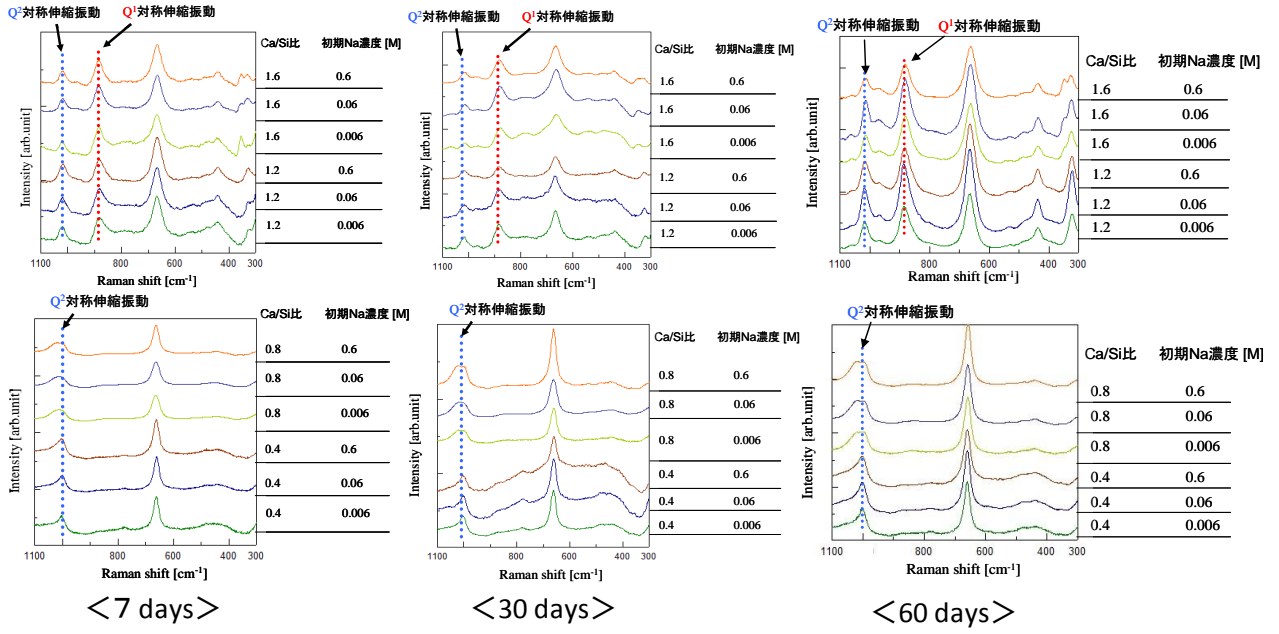 Q²対称伸縮振動 Q¹対称伸縮振動
Ca/Si比 初期Na濃度 [M]
1.6 0.6
1.6 0.06
1.6 0.006
1.2 0.6
1.2 0.06
1.2 0.006
Intensity [arb.unit]
1100 800 600 400 300
Raman shift [cm⁻¹]
Q²対称伸縮振動 Q¹対称伸縮振動
Ca/Si比 初期Na濃度 [M]
1.6 0.6
1.6 0.06
1.6 0.006
1.2 0.6
1.2 0.06
1.2 0.006
Intensity [arb.unit]
1100 800 600 400 300
Raman shift [cm⁻¹]
Q²対称伸縮振動 Q¹対称伸縮振動
Ca/Si比 初期Na濃度 [M]
1.6 0.6
1.6 0.06
1.6 0.006
1.2 0.6
1.2 0.06
1.2 0.006
Intensity [arb.unit]
1100 800 600 400 300
Raman shift [cm⁻¹]
Q²対称伸縮振動
Ca/Si比 初期Na濃度 [M]
0.8 0.6
0.8 0.06
0.8 0.006
0.4 0.6
0.4 0.06
0.4 0.006
Intensity [arb.unit]
1100 800 600 400 300
Raman shift [cm⁻¹]
＜7 days＞
Q²対称伸縮振動
Ca/Si比 初期Na濃度 [M]
0.8 0.6
0.8 0.06
0.8 0.006
0.4 0.6
0.4 0.06
0.4 0.006
Intensity [arb.unit]
1100 800 600 400 300
Raman shift [cm⁻¹]
＜30 days＞
Q²対称伸縮振動
Ca/Si比 初期Na濃度 [M]
0.8 0.6
0.8 0.06
0.8 0.006
0.4 0.6
0.4 0.06
0.4 0.006
Intensity [arb.unit]
1100 800 600 400 300
Raman shift [cm⁻¹]
＜60 days＞